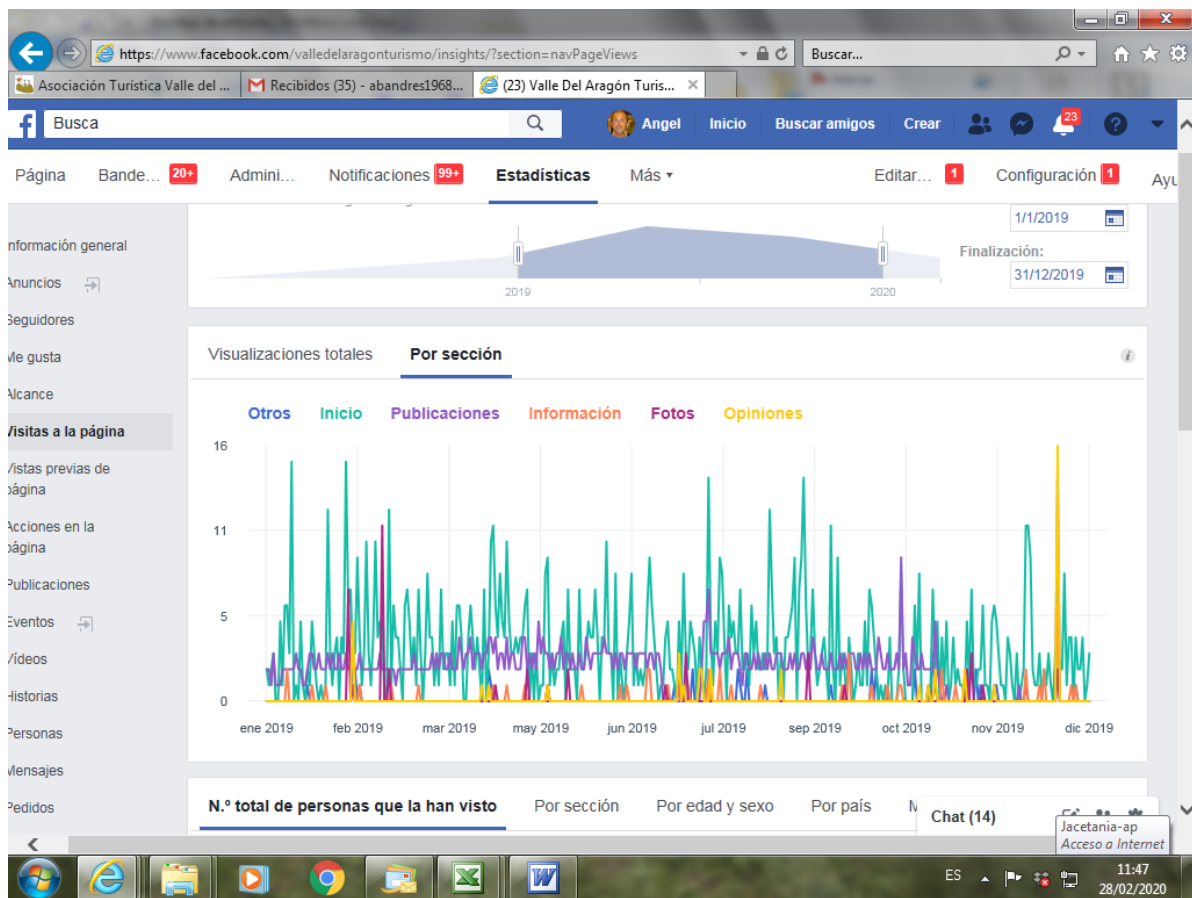 https://www.facebook.com/valledelaragonturismo/insights/?section=navPageViews
Buscar...
Asociación Turística Valle del ...
Recibidos (35) - abandres1968...
(23) Valle Del Aragón Turis...
Busca
Angel
Inicio
Buscar amigos
Crear
23
Página
Bande... 20+
Admini...
Notificaciones 99+
Estadísticas
Más
Editar... 1
Configuración 1
Ayu
1/1/2019
Finalización:
31/12/2019
2019
2020
nformación general
Anuncios
Seguidores
Me gusta
Alcance
Visitas a la página
Vistas previas de
página
Acciones en la
página
Publicaciones
Eventos
Vídeos
Historias
Personas
Mensajes
Pedidos
Visualizaciones totales
Por sección
Otros Inicio Publicaciones Información Fotos Opiniones
16
11
5
0
ene 2019 feb 2019 mar 2019 may 2019 jun 2019 jul 2019 sep 2019 oct 2019 nov 2019 dic 2019
N.º total de personas que la han visto
Por sección
Por edad y sexo
Por país
Chat (14)
Jacetania-ap
Acceso a Internet
ES
11:47
28/02/2020